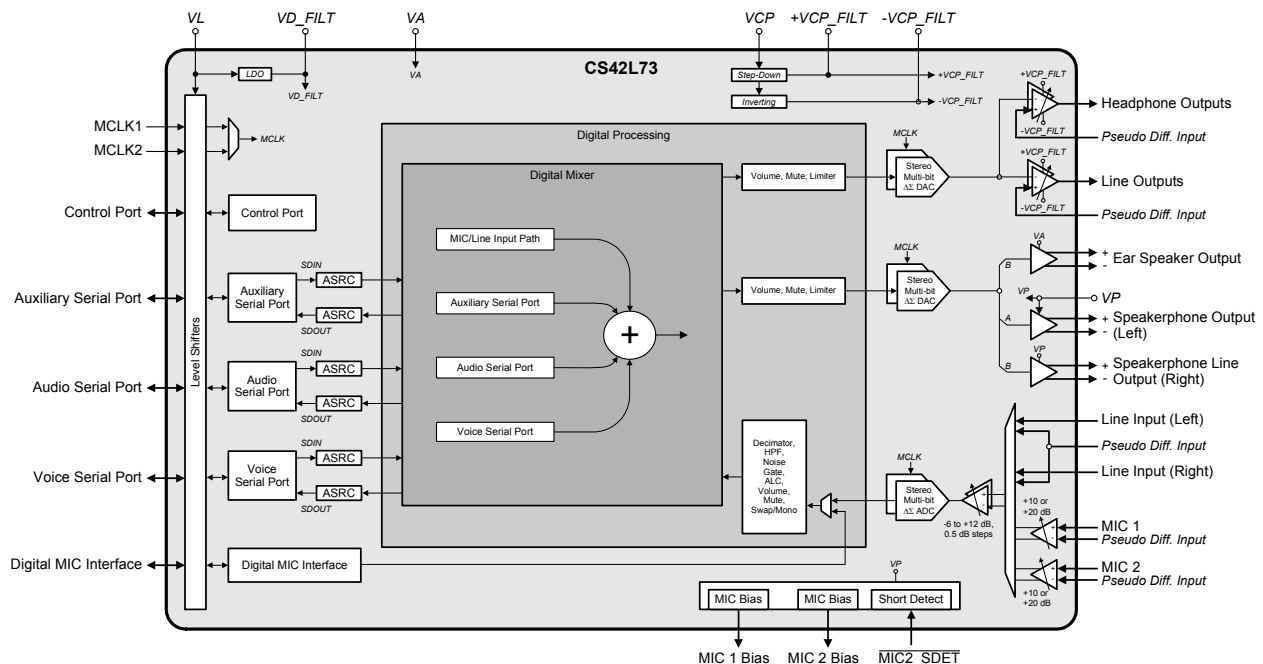 VL
VD_FILT
VA
VCP
+VCP_FILT
-VCP_FILT
CS42L73
LDO
VD_FILT
VA
Step-Down
+VCP_FILT
Inverting
-VCP_FILT
MCLK1
MCLK2
MCLK
Level Shifters
Control Port
Control Port
Auxiliary Serial Port
Auxiliary
Serial Port
SDIN
ASRC
ASRC
SDOUT
Audio Serial Port
Audio
Serial Port
SDIN
ASRC
ASRC
SDOUT
Voice Serial Port
Voice
Serial Port
SDIN
ASRC
ASRC
SDOUT
Digital MIC Interface
Digital MIC Interface
Digital Processing
Digital Mixer
MIC/Line Input Path
Auxiliary Serial Port
Audio Serial Port
Voice Serial Port
+
Volume, Mute, Limiter
MCLK
Stereo
Multi-bit
ΔΣ DAC
Volume, Mute, Limiter
MCLK
Stereo
Multi-bit
ΔΣ DAC
Decimator,
HPF,
Noise
Gate,
ALC,
Volume,
Mute,
Swap/Mono
MCLK
Stereo
Multi-bit
ΔΣ ADC
-6 to +12 dB,
0.5 dB steps
+VCP_FILT
-
+
-VCP_FILT
Headphone Outputs
Pseudo Diff. Input
+VCP_FILT
-
+
-VCP_FILT
Line Outputs
Pseudo Diff. Input
VA
B
+
-
Ear Speaker Output
VP
VP
A
+
-
Speakerphone Output
(Left)
VP
B
+
-
Speakerphone Line
Output (Right)
Line Input (Left)
Pseudo Diff. Input
Line Input (Right)
+
-
+10 or
+20 dB
+
-
MIC 1
Pseudo Diff. Input
MIC 2
Pseudo Diff. Input
+
-
+10 or
+20 dB
VP
MIC Bias
MIC Bias
Short Detect
MIC 1 Bias
MIC 2 Bias
MIC2_SDET